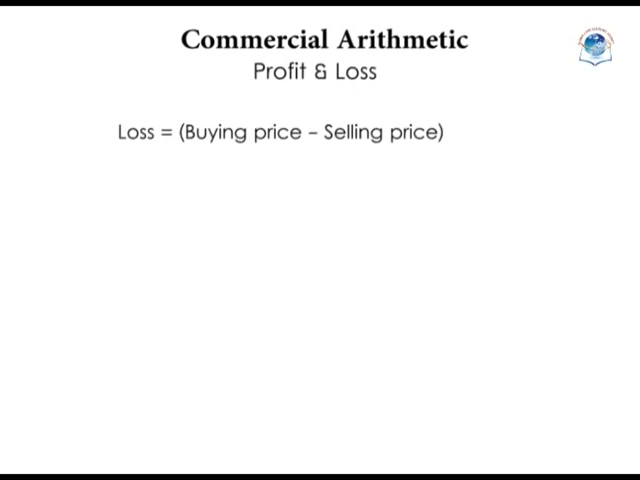 Commercial Arithmetic
Profit & Loss
Loss = (Buying price – Selling price)